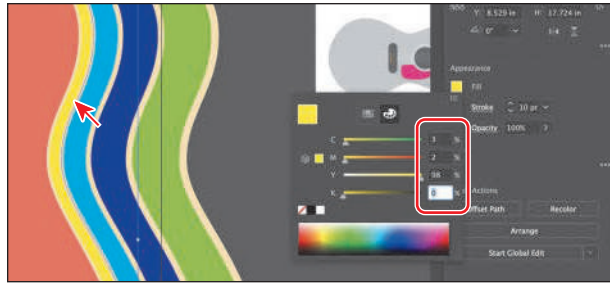 Y: 8.529 in H: 17.724 in
0°
Appearance
Fill
Stroke 10 pt
Opacity 100%
C 3 %
M 2 %
Y 98 %
K 0 %
Actions
Offset Path Recolor
Arrange
Start Global Edit